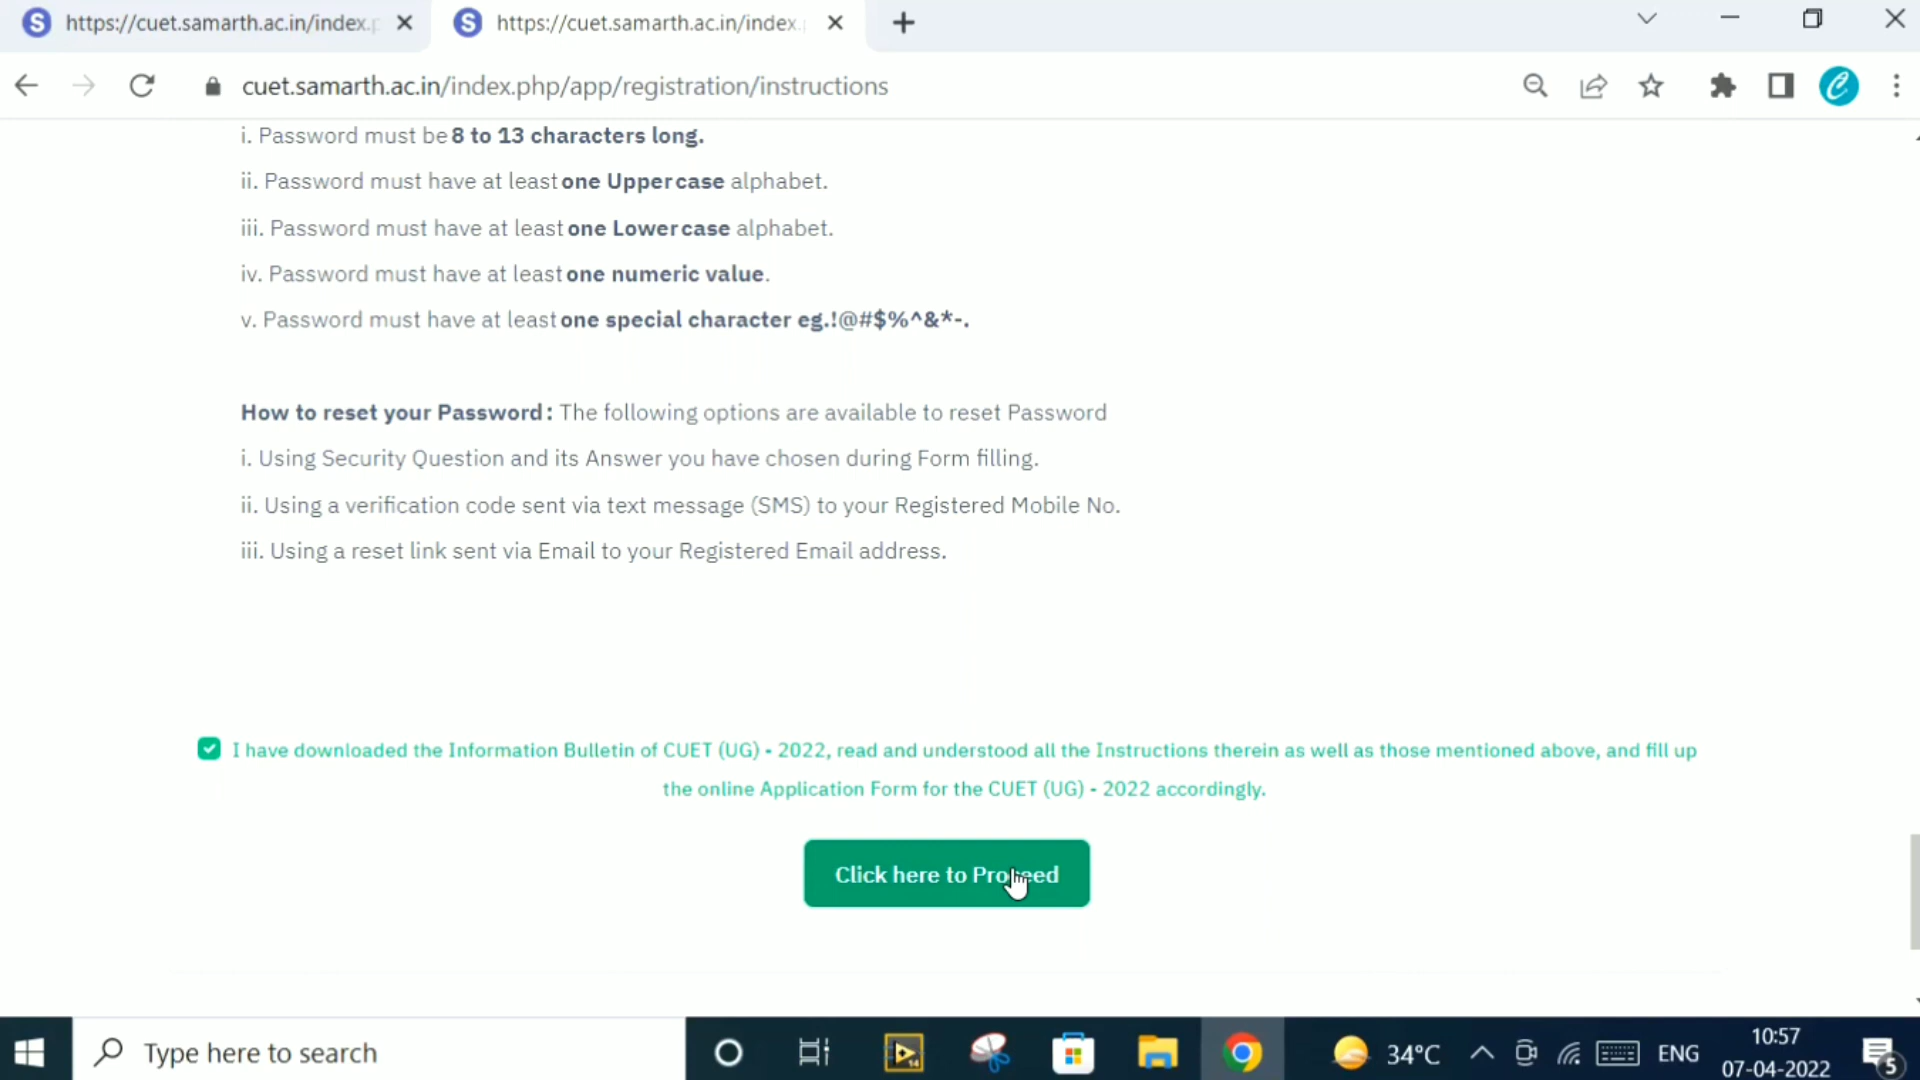 https://cuet.samarth.ac.in/index.p
https://cuet.samarth.ac.in/index.
cuet.samarth.ac.in/index.php/app/registration/instructions
i. Password must be 8 to 13 characters long.
ii. Password must have at least one Uppercase alphabet.
iii. Password must have at least one Lowercase alphabet.
iv. Password must have at least one numeric value.
v. Password must have at least one special character eg.!@#$%^&*-.
How to reset your Password: The following options are available to reset Password
i. Using Security Question and its Answer you have chosen during Form filling.
ii. Using a verification code sent via text message (SMS) to your Registered Mobile No.
iii. Using a reset link sent via Email to your Registered Email address.
I have downloaded the Information Bulletin of CUET (UG) - 2022, read and understood all the Instructions therein as well as those mentioned above, and fill up
the online Application Form for the CUET (UG) - 2022 accordingly.
Click here to Proceed
Type here to search
34°C
ENG
10:57
07-04-2022
5